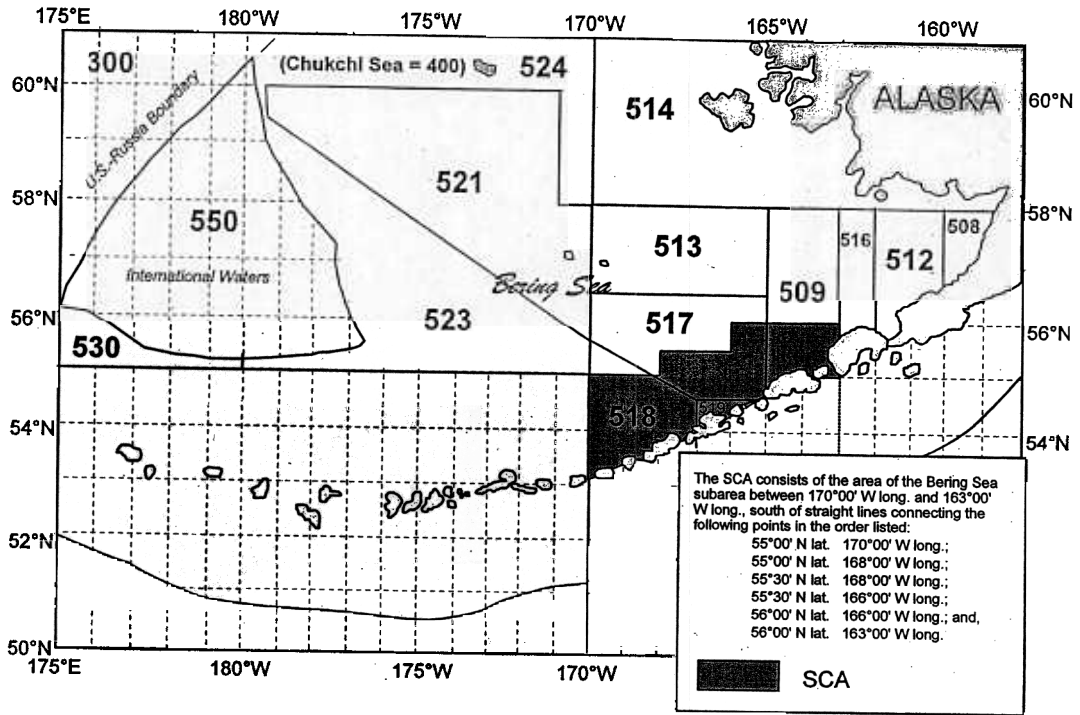 175°E 180°W 175°W 170°W 165°W 160°W
300
(Chukchl Sea = 400) 524
60°N
514
ALASKA
60°N
U.S.-Russia Boundary
521
58°N
550
58°N
513
516
508
512
International Waters
Bering Sea
509
56°N
523
517
56°N
530
54°N
518
54°N
The SCA consists of the area of the Bering Sea
subarea between 170°00' W long. and 163°00'
W long., south of straight lines connecting the
following points in the order listed:
55°00' N lat. 170°00' W long.;
55°00' N lat. 168°00' W long.;
55°30' N lat. 168°00' W long.;
55°30' N lat. 166°00' W long.;
56°00' N lat. 166°00' W long.; and,
56°00' N lat. 163°00' W long.
SCA
52°N
50°N
175°E 180°W 175°W 170°W